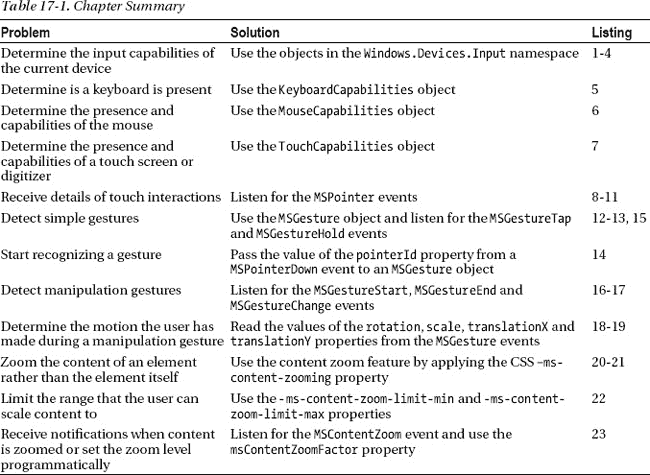 Table 17-1. Chapter Summary
Problem Solution Listing
Determine the input capabilities of Use the objects in the Windows.Devices.Input namespace 1-4
the current device
Determine is a keyboard is present Use the KeyboardCapabilities object 5
Determine the presence and Use the MouseCapabilities object 6
capabilities of the mouse
Determine the presence and Use the TouchCapabilities object 7
capabilities of a touch screen or
digitizer
Receive details of touch interactions Listen for the MSPointer events 8-11
Detect simple gestures Use the MSGesture object and listen for the MSGestureTap 12-13, 15
and MSGestureHold events
Start recognizing a gesture Pass the value of the pointerId property from a 14
MSPointerDown event to an MSGesture object
Detect manipulation gestures Listen for the MSGestureStart, MSGestureEnd and 16-17
MSGestureChange events
Determine the motion the user has Read the values of the rotation, scale, translationX and 18-19
made during a manipulation gesture translationY properties from the MSGesture events
Zoom the content of an element Use the content zoom feature by applying the CSS –ms- 20-21
rather than the element itself content-zooming property
Limit the range that the user can Use the -ms-content-zoom-limit-min and -ms-content- 22
scale content to zoom-limit-max properties
Receive notifications when content Listen for the MSContentZoom event and use the 23
is zoomed or set the zoom level msContentZoomFactor property
programmatically